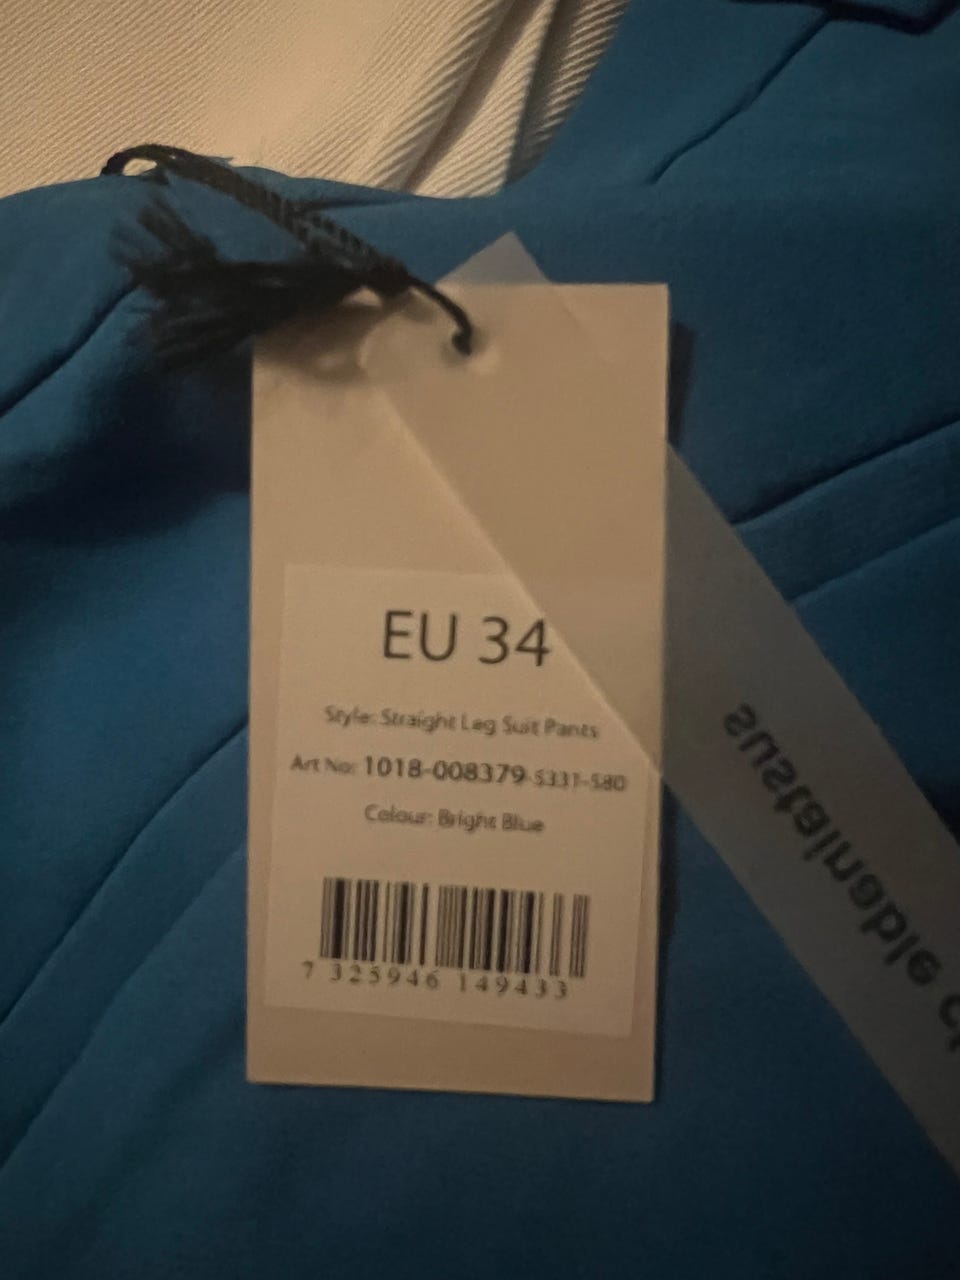 EU 34
Style: Straight Leg Suit Pants
Art No: 1018-008379-5331-580
Colour: Bright Blue
7 325946 149433
sustainable